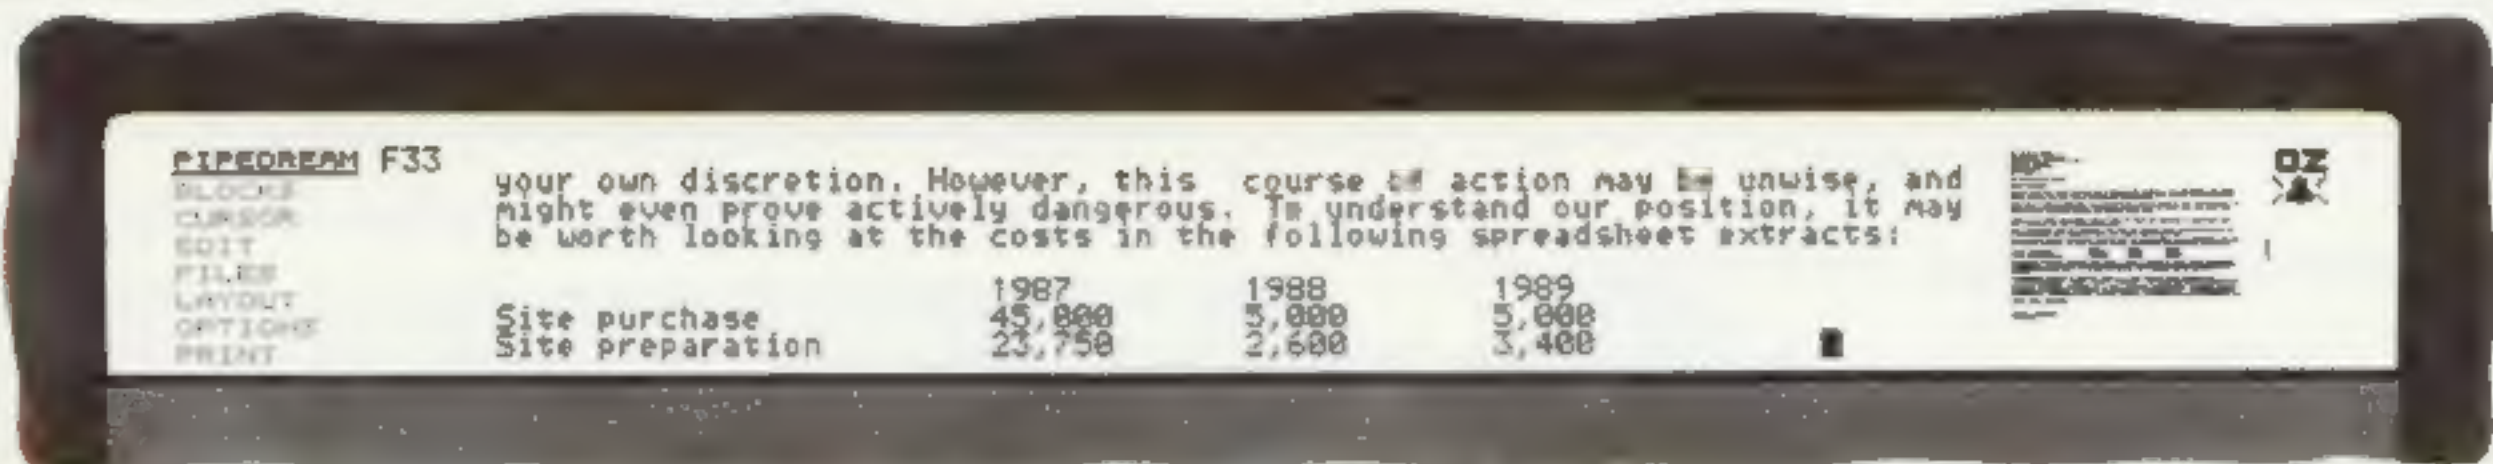 PIPEDREAM F33
BLOCKS
CURSOR
EDIT
FILES
LAYOUT
OPTIONS
PRINT
your own discretion. However, this course of action may be unwise, and
might even prove actively dangerous. To understand our position, it may
be worth looking at the costs in the following spreadsheet extracts:
1987 1988 1989
Site purchase 45,000 5,000 5,000
Site preparation 23,750 2,600 3,400
OZ